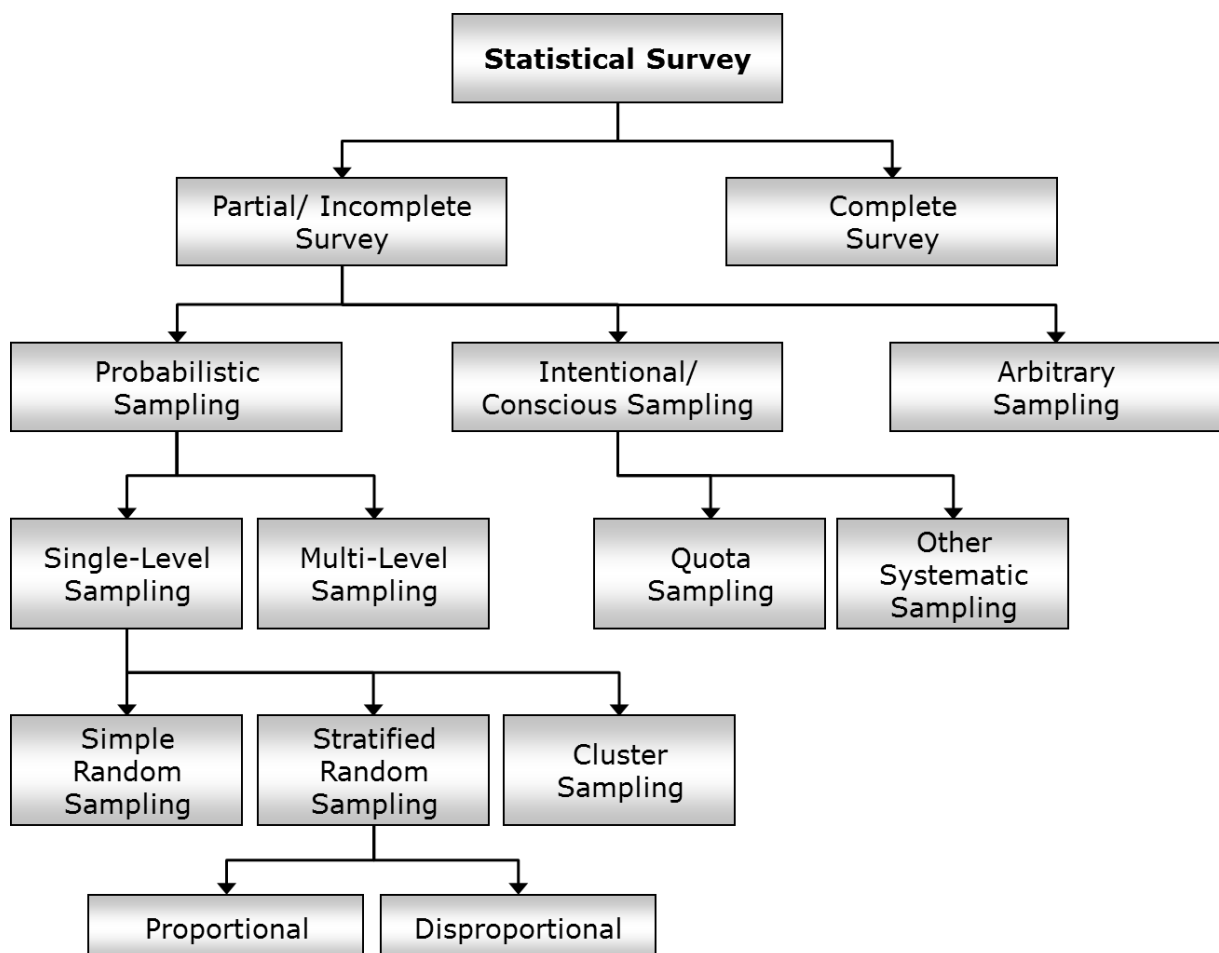 Statistical Survey
Partial/ Incomplete
Survey
Complete
Survey
Probabilistic
Sampling
Intentional/
Conscious Sampling
Arbitrary
Sampling
Single-Level
Sampling
Multi-Level
Sampling
Quota
Sampling
Other
Systematic
Sampling
Simple
Random
Sampling
Stratified
Random
Sampling
Cluster
Sampling
Proportional
Disproportional